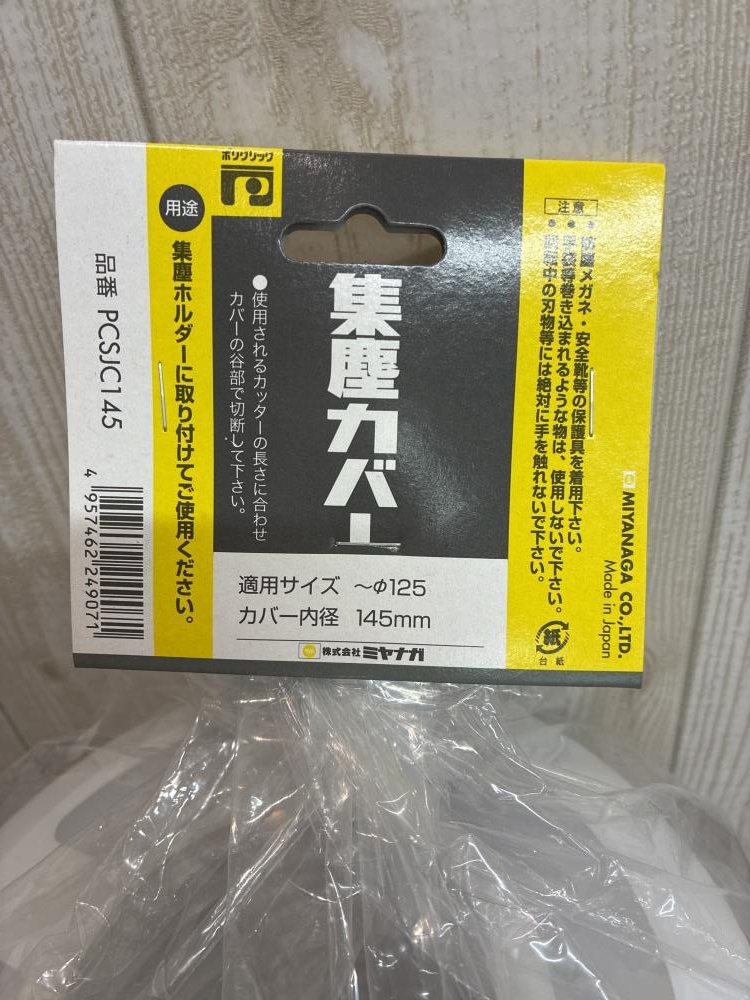 ポリクリック
用途
集塵ホルダーに取り付けてご使用ください。
品番 PCSJC145
4 957462 249071
集塵カバー
●使用されるカッターの長さに合わせ
カバーの谷部で切断して下さい。
適用サイズ ～φ125
カバー内径 145mm
株式会社ミヤナガ
注意
●防塵メガネ・安全靴等の保護具を着用下さい。
●手袋等巻き込まれるような物は、使用しないで下さい。
●回転中の刃物等には絶対に手を触れないで下さい。
MIYANAGA CO.,LTD.
Made in Japan
紙
台紙